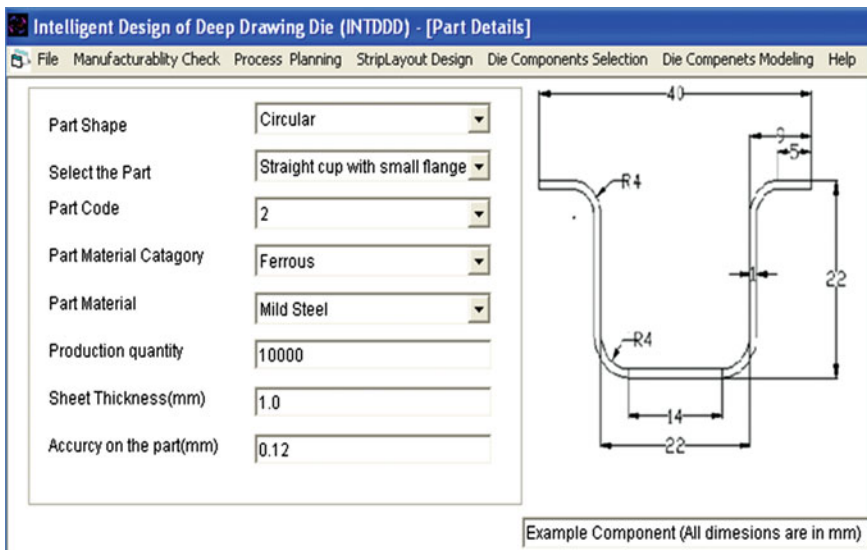 Intelligent Design of Deep Drawing Die (INTDDD) - [Part Details]
File Manufacturablity Check Process Planning StripLayout Design Die Components Selection Die Compenets Modeling Help
Part Shape Circular
Select the Part Straight cup with small flange
Part Code 2
Part Material Catagory Ferrous
Part Material Mild Steel
Production quantity 10000
Sheet Thickness(mm) 1.0
Accurcy on the part(mm) 0.12
40
9
5
R4
1
22
R4
14
22
Example Component (All dimesions are in mm)